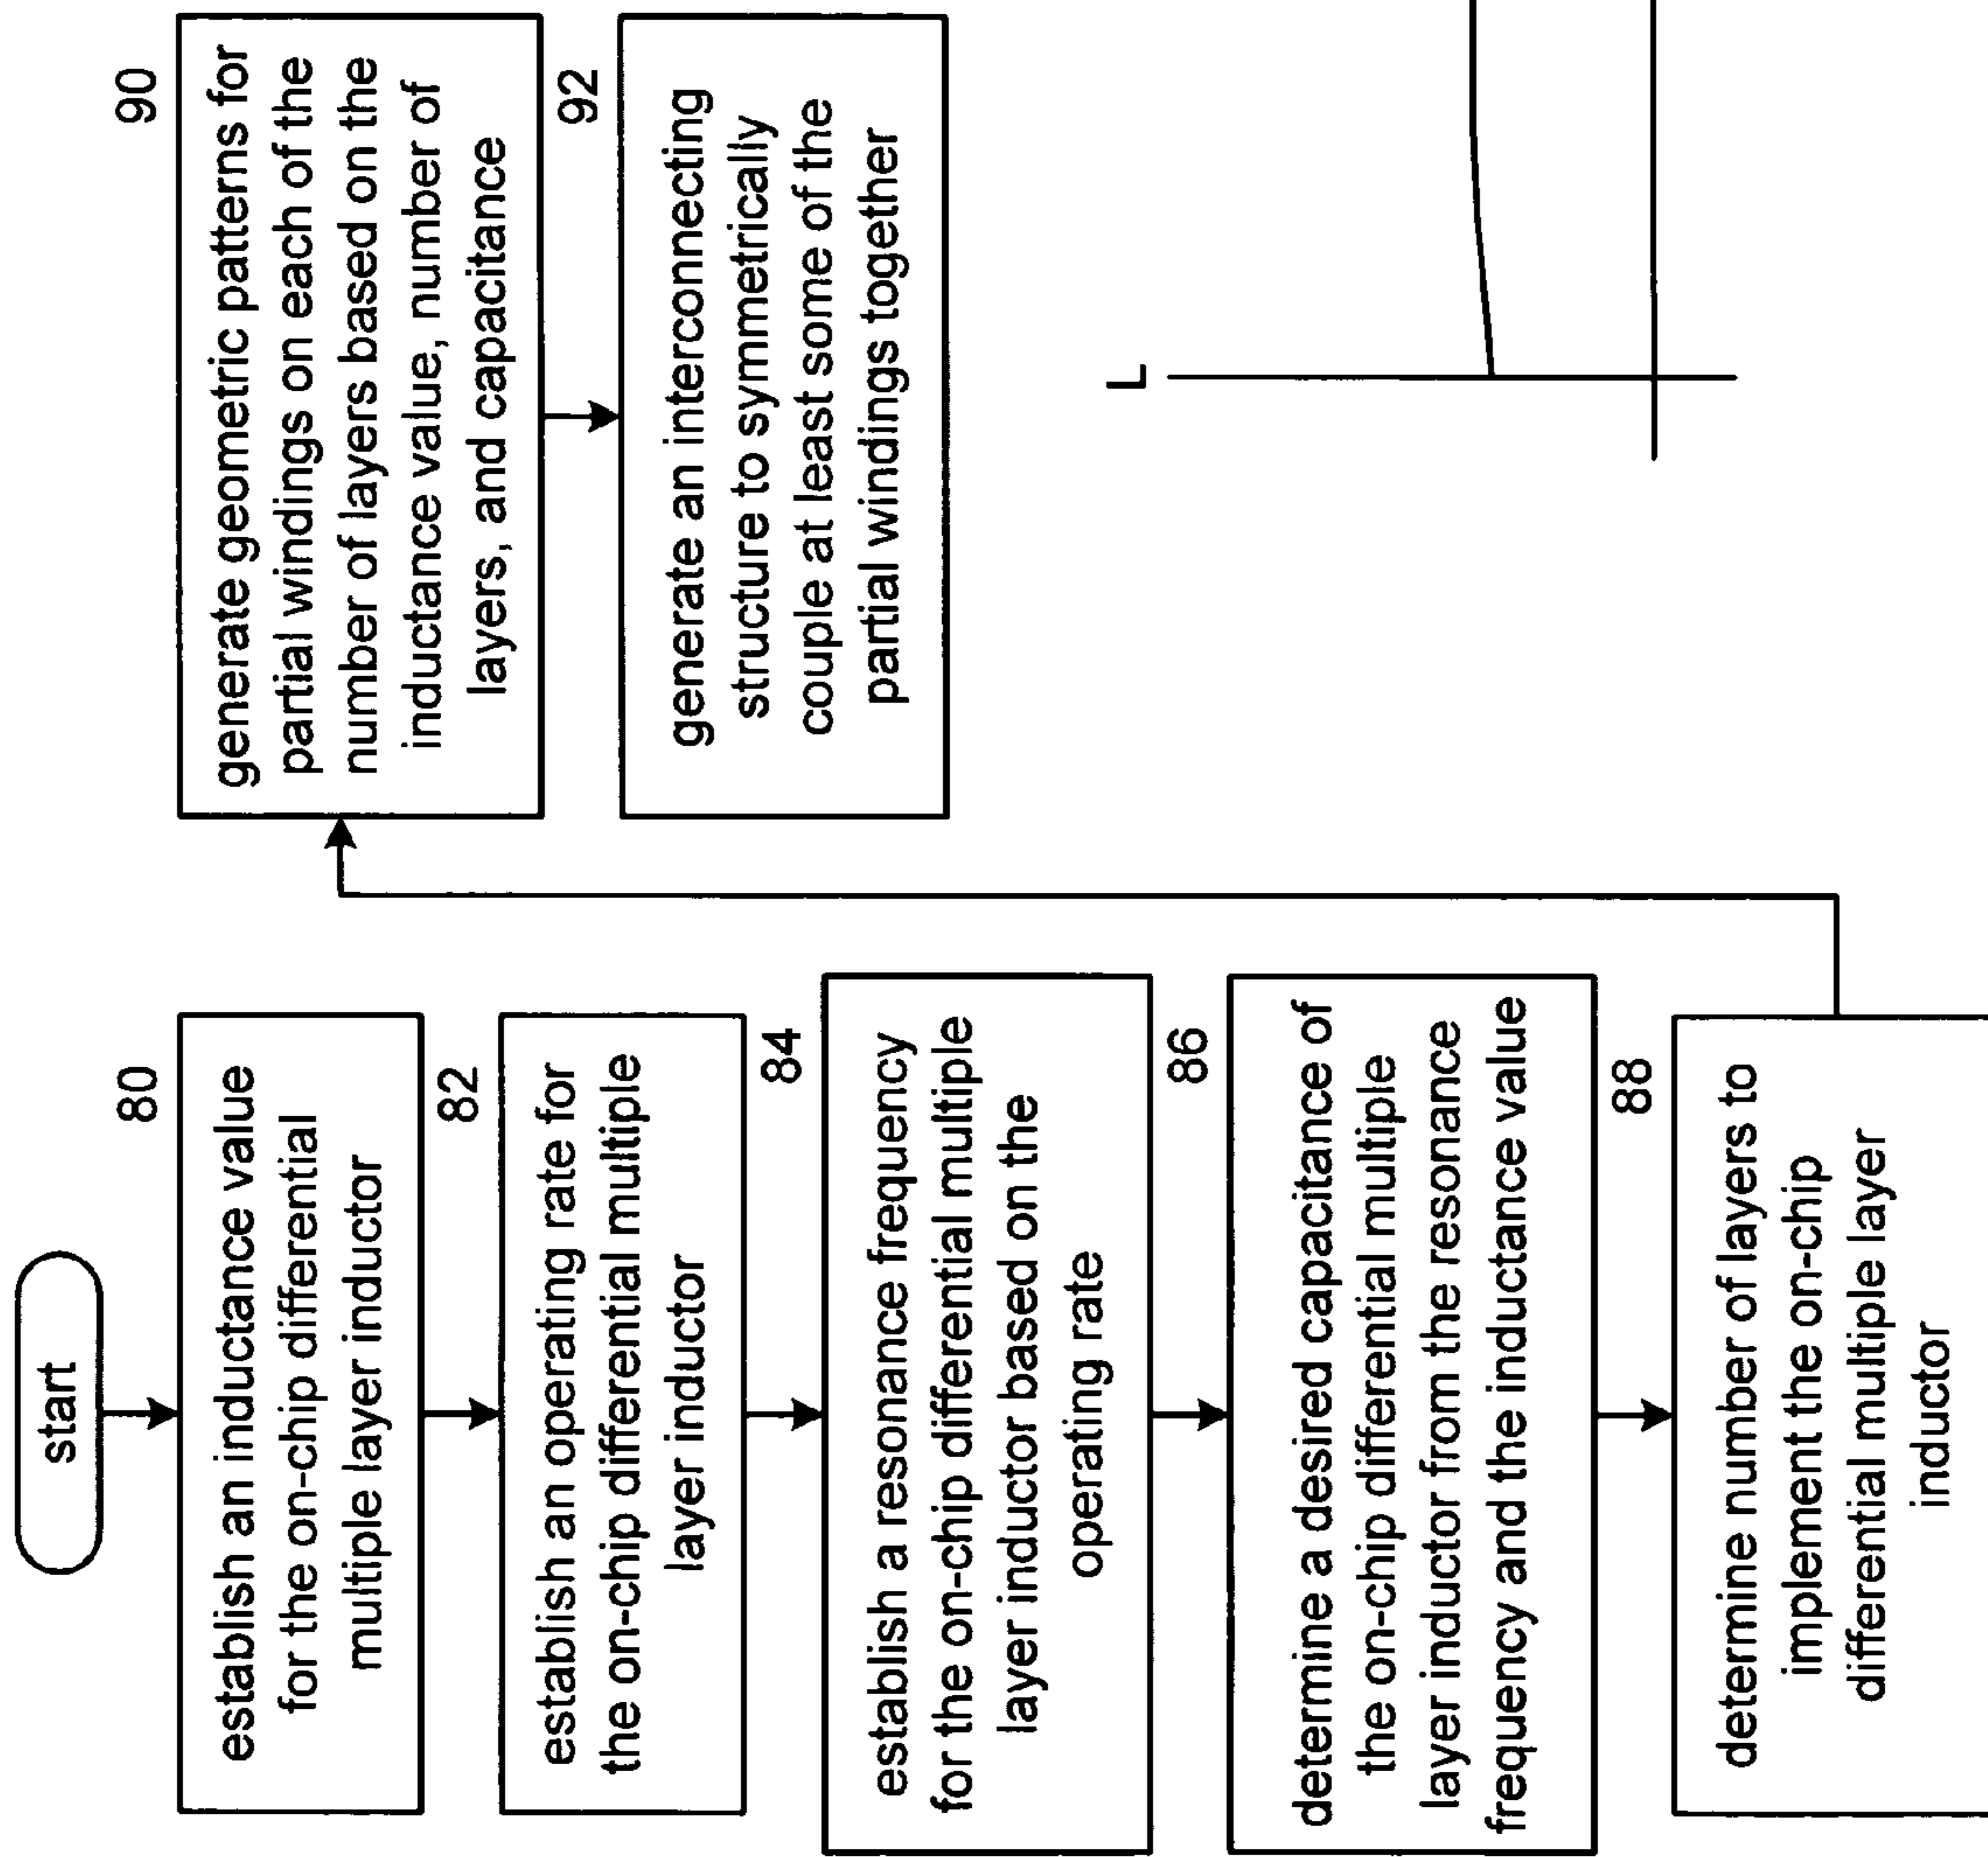 start
80
establish an inductance value
for the on-chip differential
multiple layer inductor
82
establish an operating rate for
the on-chip differential multiple
layer inductor
84
establish a resonance frequency
for the on-chip differential multiple
layer inductor based on the
operating rate
86
determine a desired capacitance of
the on-chip differential multiple
layer inductor from the resonance
frequency and the inductance value
88
determine number of layers to
implement the on-chip
differential multiple layer
inductor
90
generate geometric patterns for
partial windings on each of the
number of layers based on the
inductance value, number of
layers, and capacitance
92
generate an interconnecting
structure to symmetrically
couple at least some of the
partial windings together
L